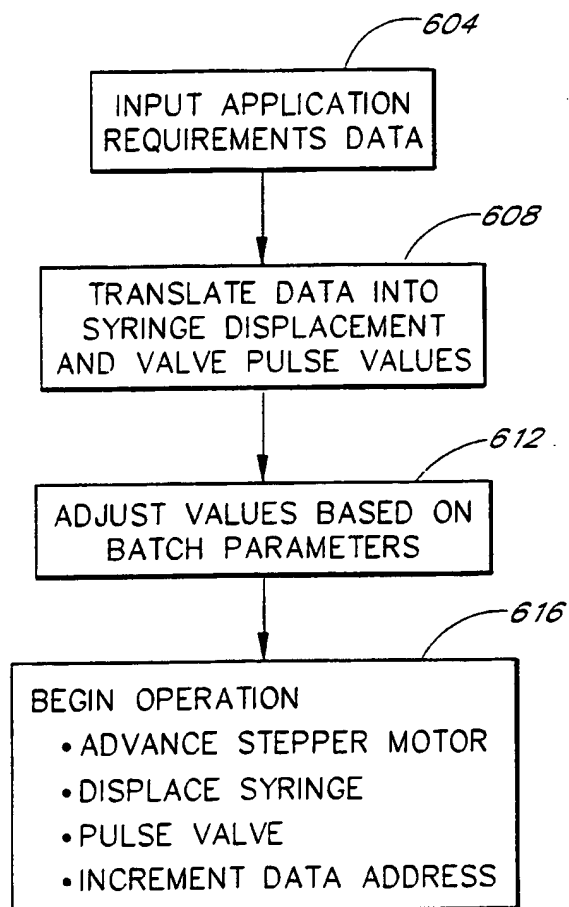 604
INPUT APPLICATION
REQUIREMENTS DATA
608
TRANSLATE DATA INTO
SYRINGE DISPLACEMENT
AND VALVE PULSE VALUES
612
ADJUST VALUES BASED ON
BATCH PARAMETERS
616
BEGIN OPERATION
• ADVANCE STEPPER MOTOR
• DISPLACE SYRINGE
• PULSE VALVE
• INCREMENT DATA ADDRESS